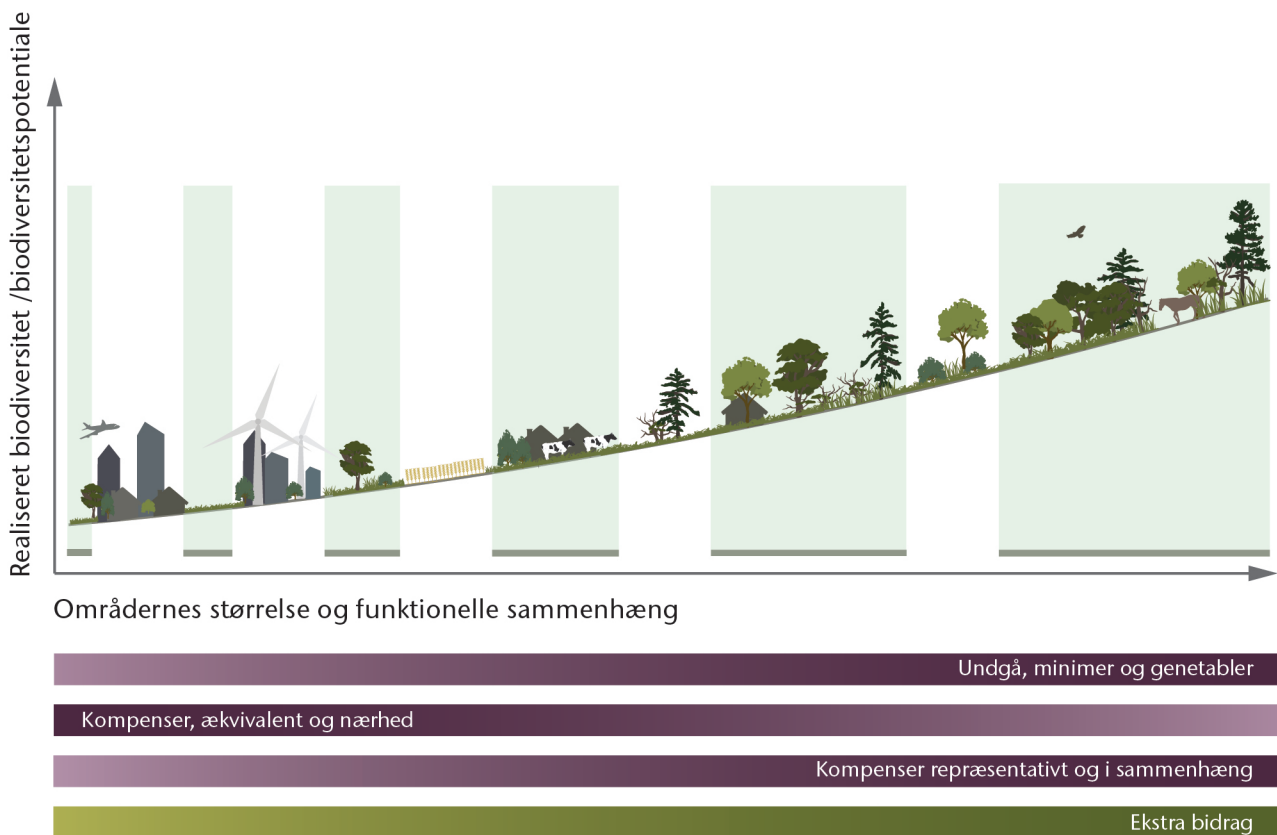 Realiseret biodiversitet /biodiversitetspotentiale
Områdernes størrelse og funktionelle sammenhæng
Undgå, minimer og genetabler
Kompenser, ækvivalent og nærhed
Kompenser repræsentativt og i sammenhæng
Ekstra bidrag